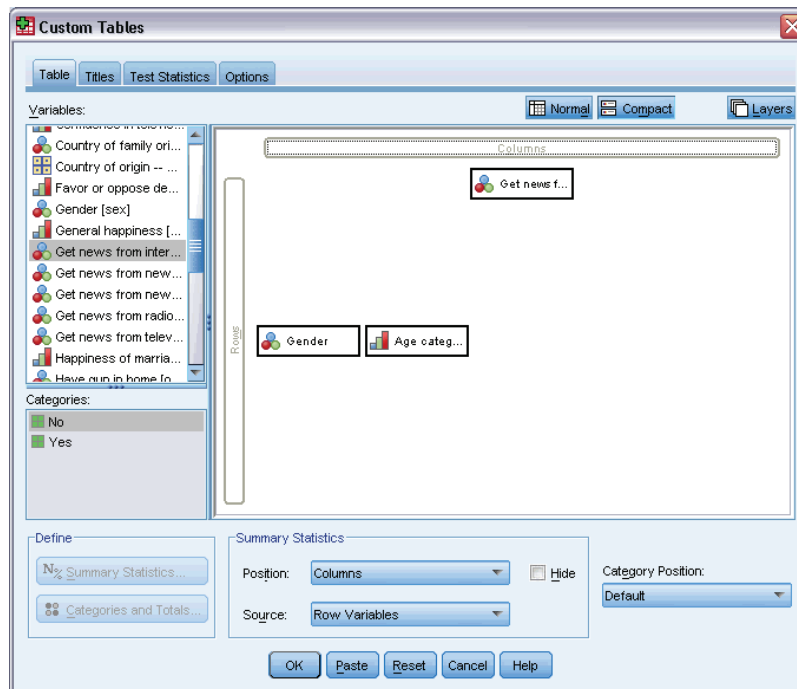 Custom Tables
Table Titles Test Statistics Options
Variables:
Normal Compact Layers
Country of family ori...
Country of origin -- ...
Favor or oppose de...
Gender [sex]
General happiness [...
Get news from inter...
Get news from new...
Get news from new...
Get news from radio...
Get news from telev...
Happiness of marria...
Have gun in home [o...
Categories:
No
Yes
Columns
Get news f...
Rows
Gender
Age categ...
Define
N% Summary Statistics...
Categories and Totals...
Summary Statistics
Position: Columns Hide
Source: Row Variables
Category Position:
Default
OK Paste Reset Cancel Help